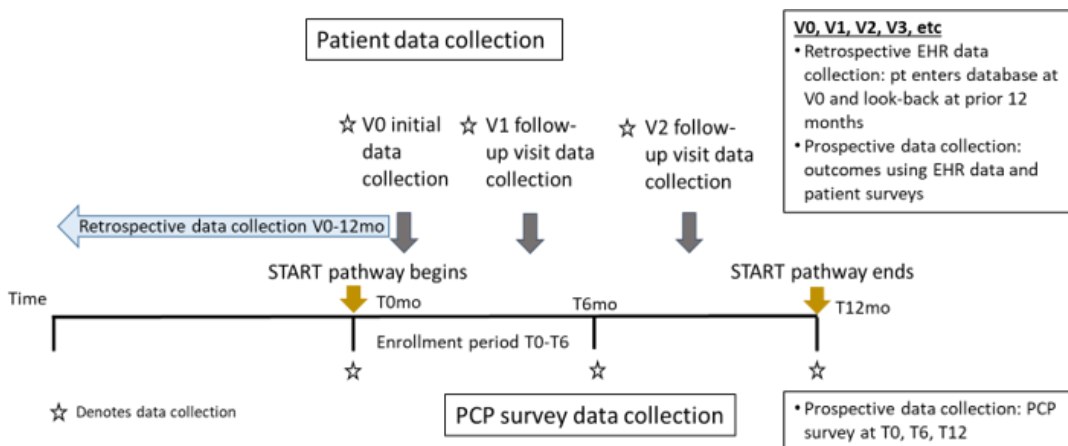 Patient data collection
V0, V1, V2, V3, etc
• Retrospective EHR data
collection: pt enters database at
V0 and look-back at prior 12
months
• Prospective data collection:
outcomes using EHR data and
patient surveys
☆ V0 initial
data
collection
☆ V1 follow-
up visit data
collection
☆ V2 follow-
up visit data
collection
Retrospective data collection V0-12mo
START pathway begins
START pathway ends
Time
T0mo
T6mo
T12mo
Enrollment period T0-T6
☆ Denotes data collection
PCP survey data collection
• Prospective data collection: PCP
survey at T0, T6, T12